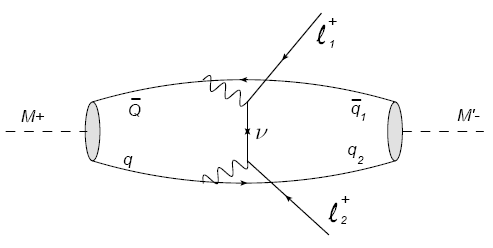 ℓ₁⁺
M+
Q̄
q̄₁
M'-
ν
q
q₂
ℓ₂⁺